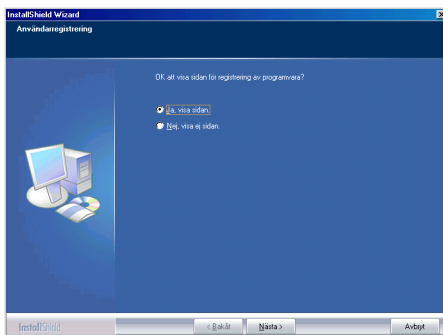 InstallShield Wizard
Användarregistrering
OK att visa sidan för registrering av programvara?
Ja, visa sidan.
Nej, visa ej sidan.
InstallShield
< Bakåt
Nästa >
Avbryt